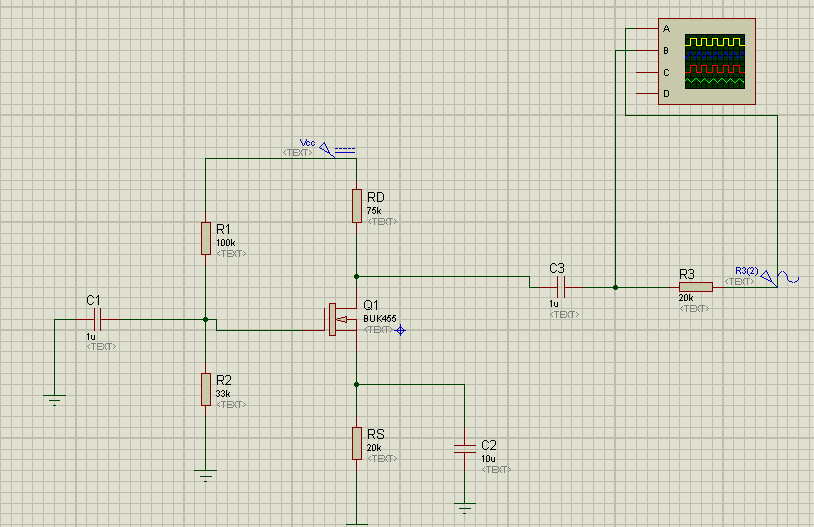 A
B
C
D
Vcc
<TEXT>
RD
75k
<TEXT>
R1
100k
<TEXT>
C3
1u
<TEXT>
R3
20k
<TEXT>
R3(2)
<TEXT>
C1
1u
<TEXT>
Q1
BUK455
<TEXT>
R2
33k
<TEXT>
RS
20k
<TEXT>
C2
10u
<TEXT>